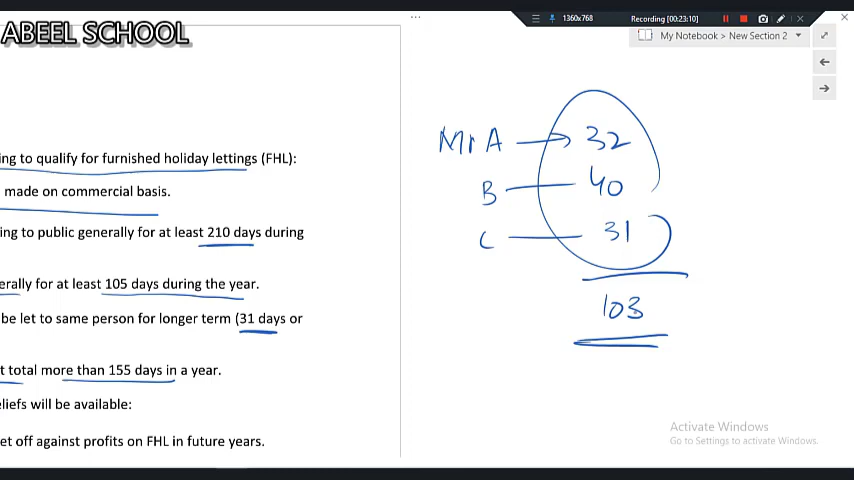 ABEEL SCHOOL
1360x768
Recording [00:23:10]
My Notebook > New Section 2
ing to qualify for furnished holiday lettings (FHL):
made on commercial basis.
ing to public generally for at least 210 days during
erally for at least 105 days during the year.
be let to same person for longer term (31 days or
t total more than 155 days in a year.
eliefs will be available:
et off against profits on FHL in future years.
Mr A 32
B 40
C 31
103
Activate Windows
Go to Settings to activate Windows.